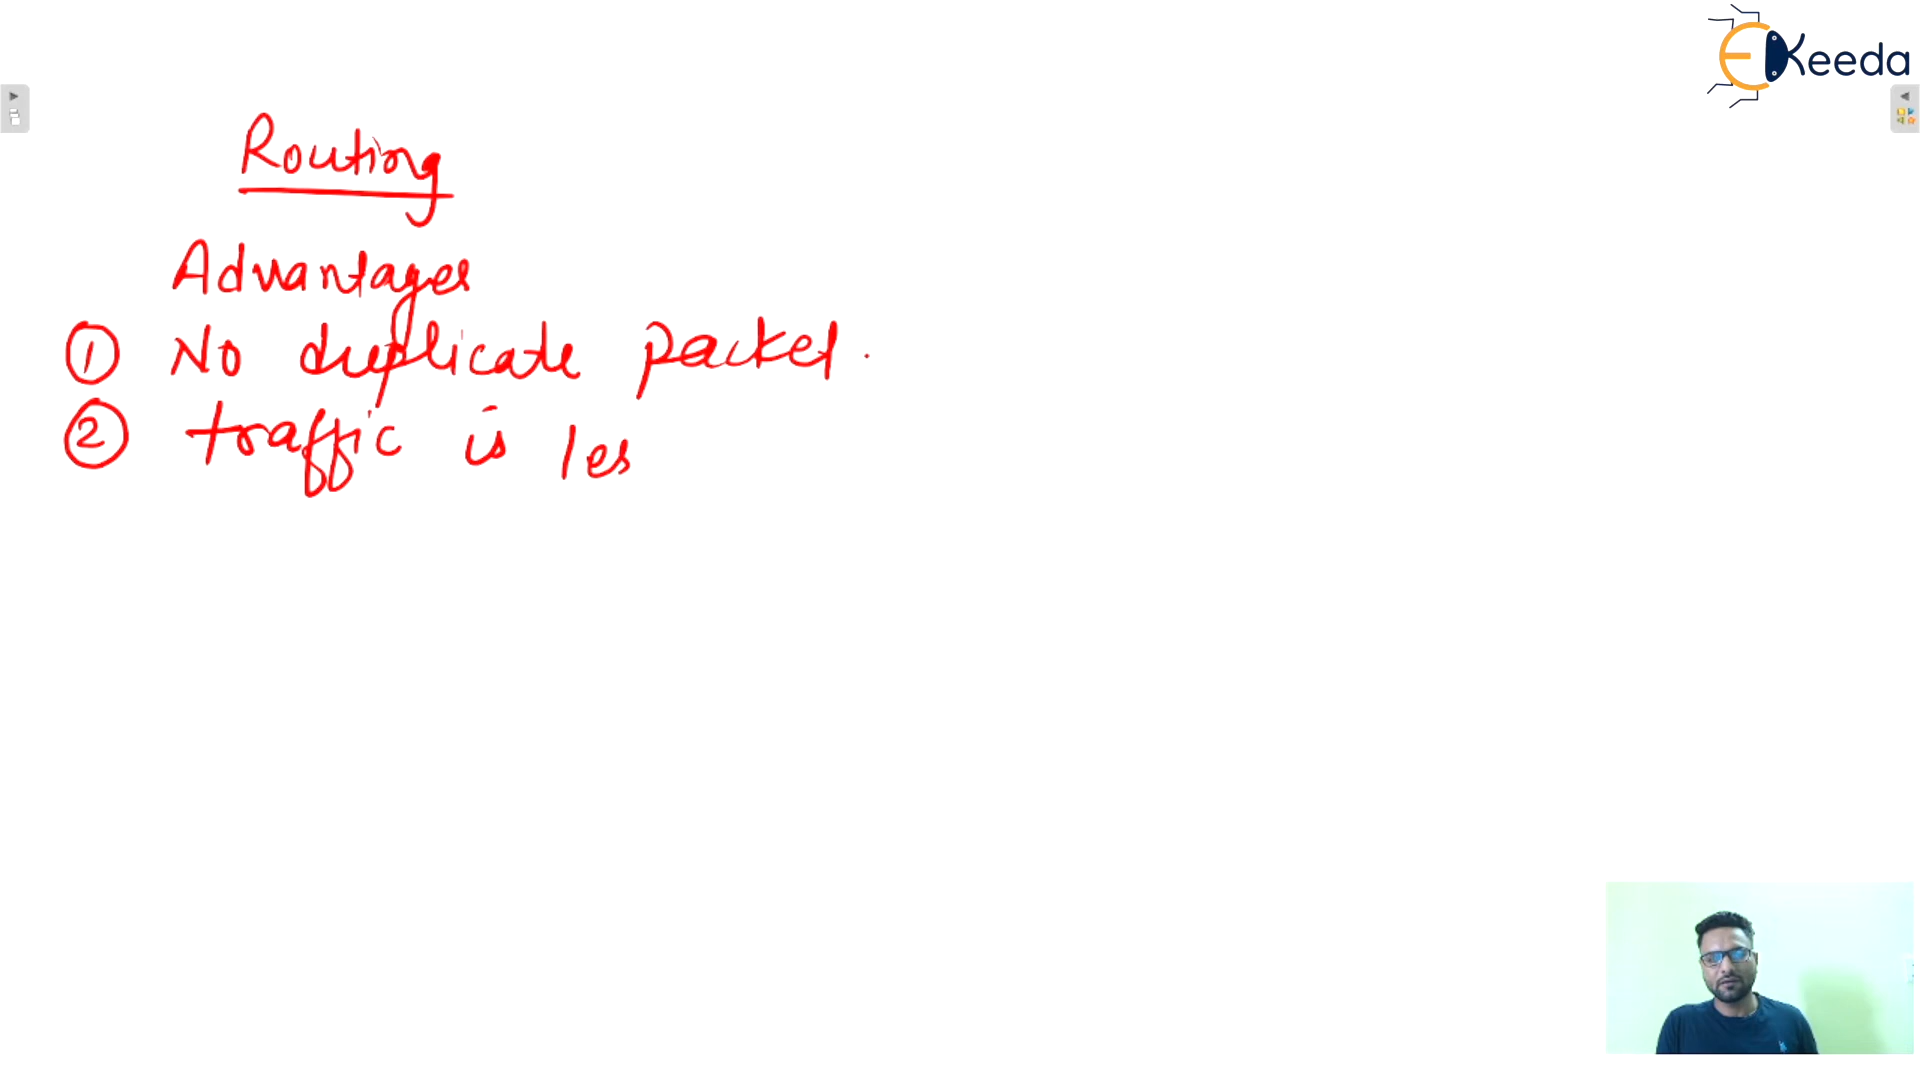 EKeeda
Routing
Advantages
① No duplicate packet.
② traffic is les